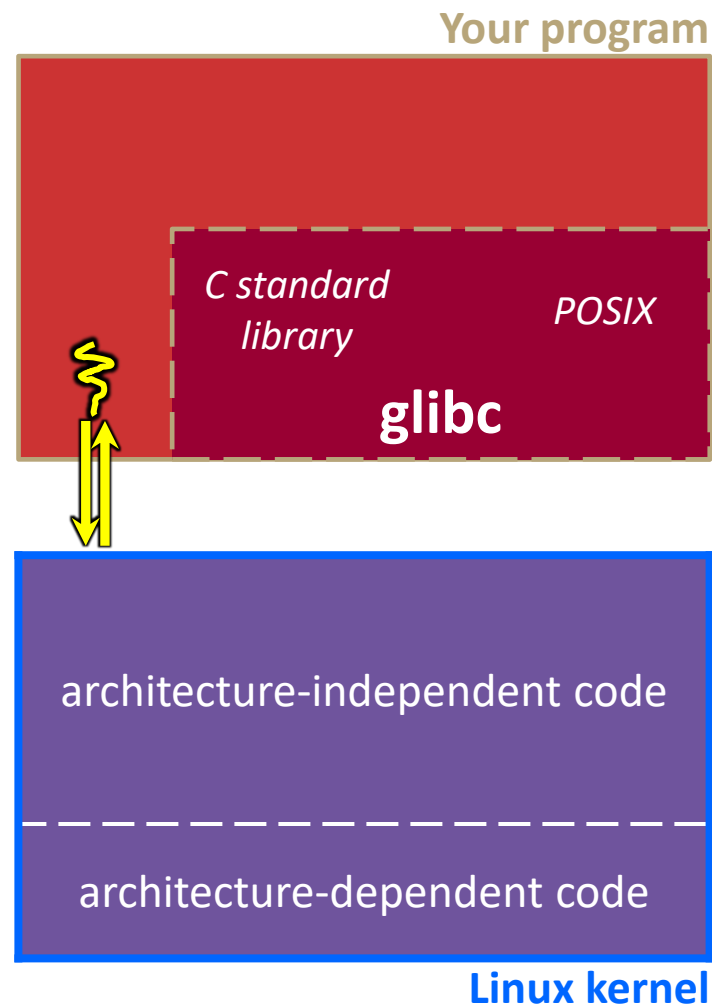 Your program
C standard
library
POSIX
glibc
architecture-independent code
architecture-dependent code
Linux kernel